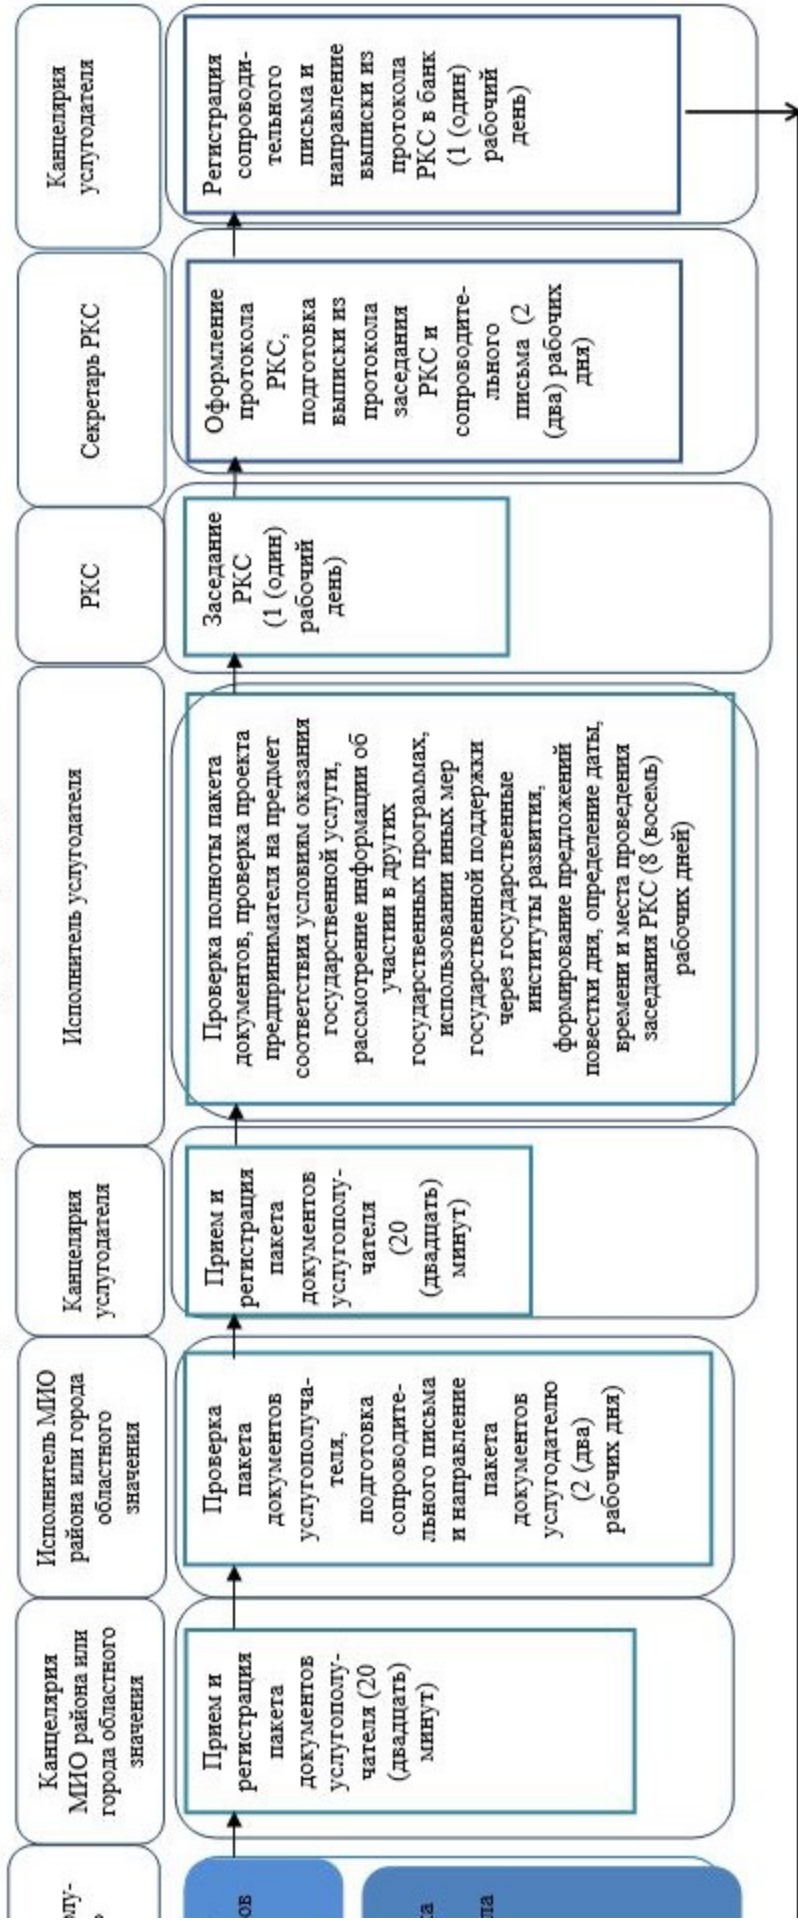 Канцелярия
МИО района или
города областного
значения
Исполнитель МИО
района или города
областного
значения
Канцелярия
услугодателя
Исполнитель услугодателя
РКС
Секретарь РКС
Канцелярия
услугодателя
Прием и
регистрация
пакета
документов
услугополу-
чателя (20
(двадцать)
минут)
Проверка
пакета
документов
услугополуча-
теля,
подготовка
сопроводите-
льного письма
и направление
пакета
документов
услугодателю
(2 (два)
рабочих дня)
Прием и
регистрация
пакета
документов
услугополу-
чателя
(20
(двадцать)
минут)
Проверка полноты пакета
документов, проверка проекта
предпринимателя на предмет
соответствия условиям оказания
государственной услуги,
рассмотрение информации об
участии в других
государственных программах,
использовании иных мер
государственной поддержки
через государственные
институты развития,
формирование предложений
повестки дня, определение даты,
времени и места проведения
заседания РКС (8 (восемь)
рабочих дней)
Заседание
РКС
(1 (один)
рабочий
день)
Оформление
протокола
РКС,
подготовка
выписки из
протокола
заседания
РКС и
сопроводите-
льного
письма (2
(два) рабочих
дня)
Регистрация
сопроводи-
тельного
письма и
направление
выписки из
протокола
РКС в банк
(1 (один)
рабочий
день)